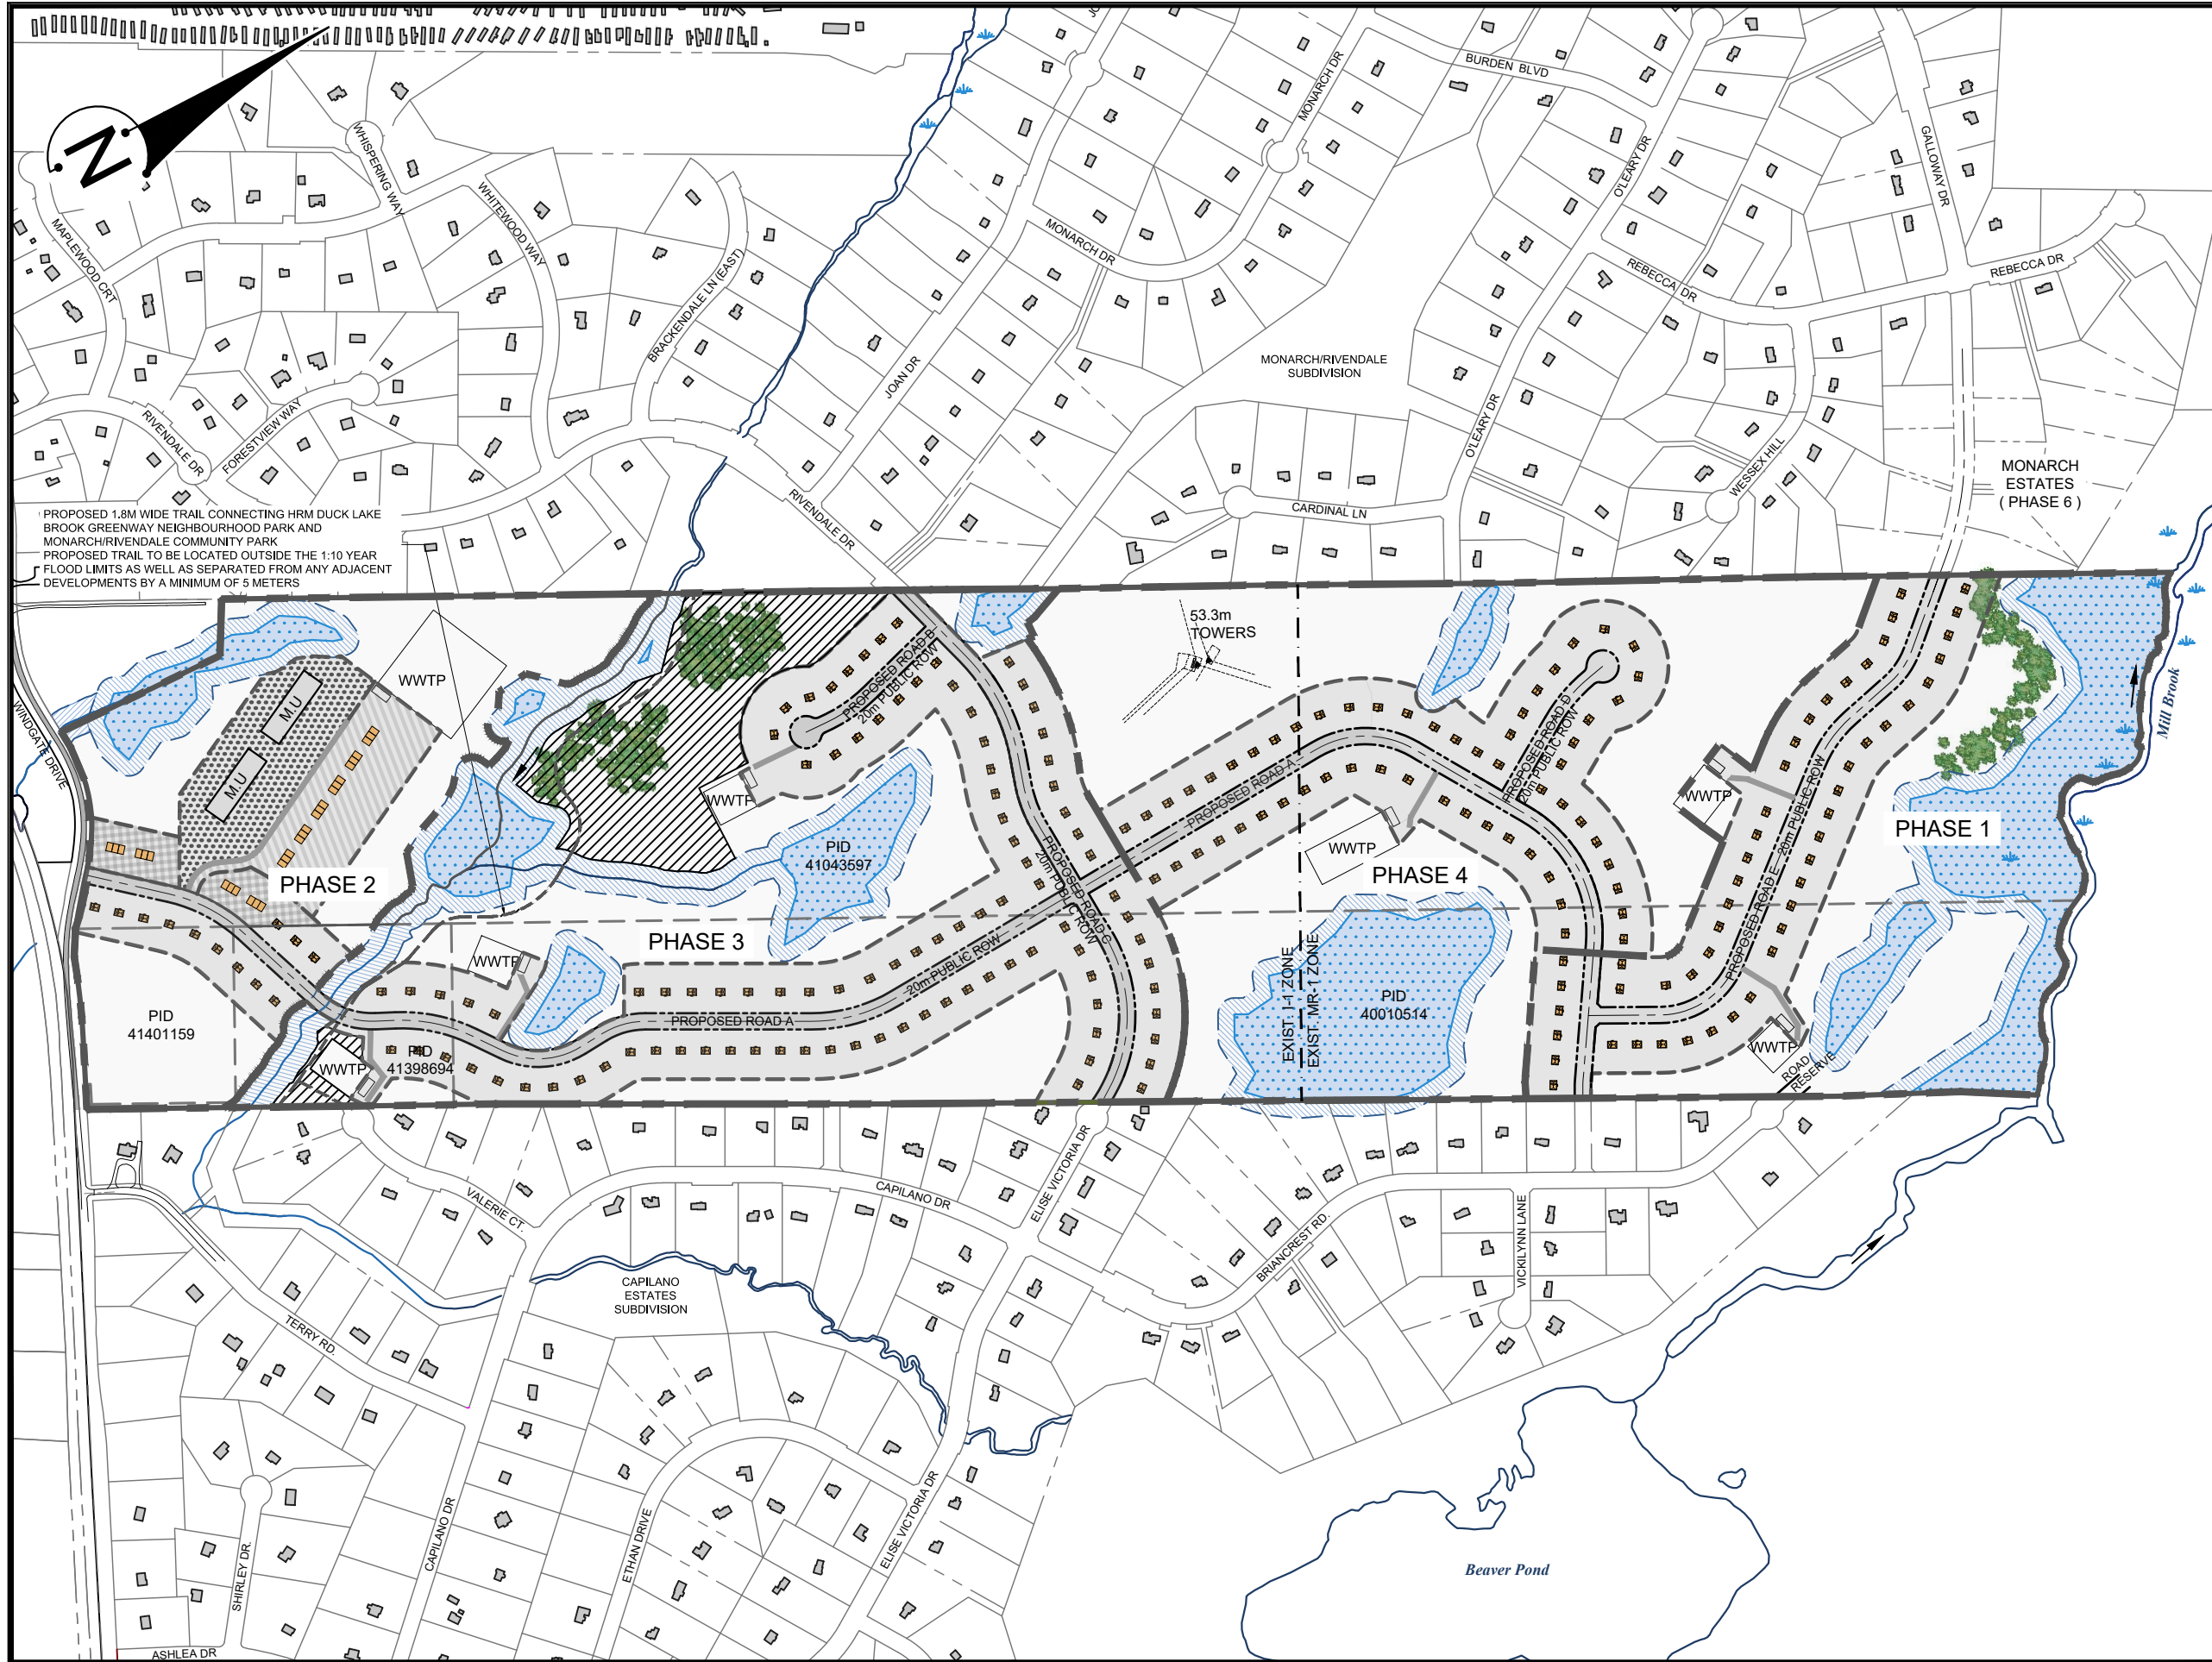 N
WHISPERING WAY
MAPLEWOOD CRT
WHITEWOOD WAY
BRACKENDALE LN (EAST)
RIVENDALE DR
FORESTVIEW WAY
JOAN DR
MONARCH DR
MONARCH DR
BURDEN BLVD
O'LEARY DR
GALLOWAY DR
REBECCA DR
REBECCA DR
MONARCH/RIVENDALE
SUBDIVISION
O'LEARY DR
CARDINAL LN
WESSEX HILL
RIVENDALE DR
MONARCH
ESTATES
( PHASE 6 )
PROPOSED 1.8M WIDE TRAIL CONNECTING HRM DUCK LAKE
BROOK GREENWAY NEIGHBOURHOOD PARK AND
MONARCH/RIVENDALE COMMUNITY PARK
PROPOSED TRAIL TO BE LOCATED OUTSIDE THE 1:10 YEAR
FLOOD LIMITS AS WELL AS SEPARATED FROM ANY ADJACENT
DEVELOPMENTS BY A MINIMUM OF 5 METERS
WINDGATE DRIVE
WWTP
M.U
M.U
PHASE 2
PROPOSED ROAD B
20m PUBLIC ROW
WWTP
PID
41043597
53.3m
TOWERS
PROPOSED ROAD A
PROPOSED ROAD D
20m PUBLIC ROW
WWTP
PHASE 4
WWTP
PHASE 1
Mill Brook
PROPOSED ROAD E
20m PUBLIC ROW
PROPOSED ROAD C
20m PUBLIC ROW
PHASE 3
WWTP
20m PUBLIC ROW
PROPOSED ROAD A
PID
41401159
WWTP
PID
41398694
EXIST. I-1 ZONE
EXIST. MR-1 ZONE
PID
40010514
WWTP
ROAD
RESERVE
VALERIE CT.
CAPILANO DR
ELISE VICTORIA DR
BRIANCREST RD.
VICKILYNN LANE
CAPILANO
ESTATES
SUBDIVISION
TERRY RD.
CAPILANO DR
ETHAN DRIVE
ELISE VICTORIA DR
SHIRLEY DR.
ASHLEA DR
Beaver Pond